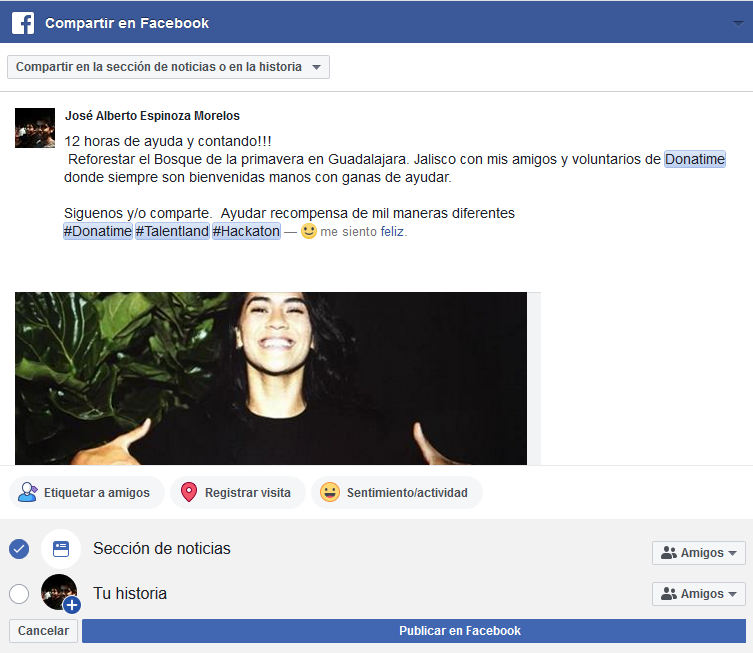 Compartir en Facebook
Compartir en la sección de noticias o en la historia
José Alberto Espinoza Morelos
12 horas de ayuda y contando!!!
Reforestar el Bosque de la primavera en Guadalajara. Jalisco con mis amigos y voluntarios de Donatime
donde siempre son bienvenidas manos con ganas de ayudar.
Siguenos y/o comparte. Ayudar recompensa de mil maneras diferentes
#Donatime #Talentland #Hackaton — me siento feliz.
Etiquetar a amigos Registrar visita Sentimiento/actividad
Sección de noticias Amigos
Tu historia Amigos
Cancelar Publicar en Facebook